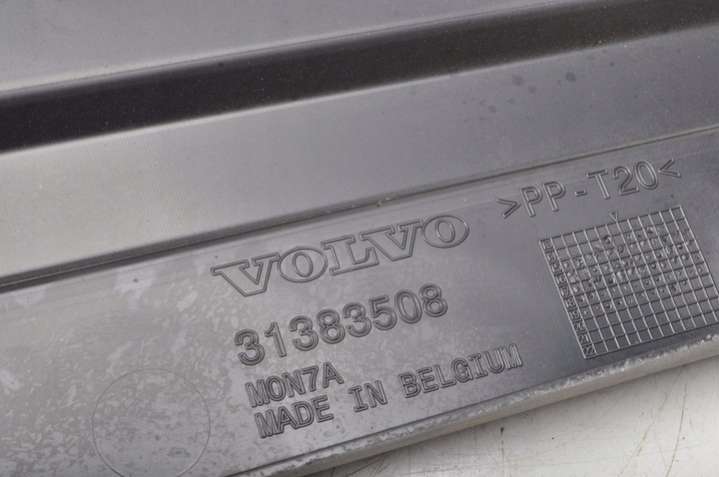 >PP-T20<
VOLVO
31383508
MON7A
MADE IN BELGIUM